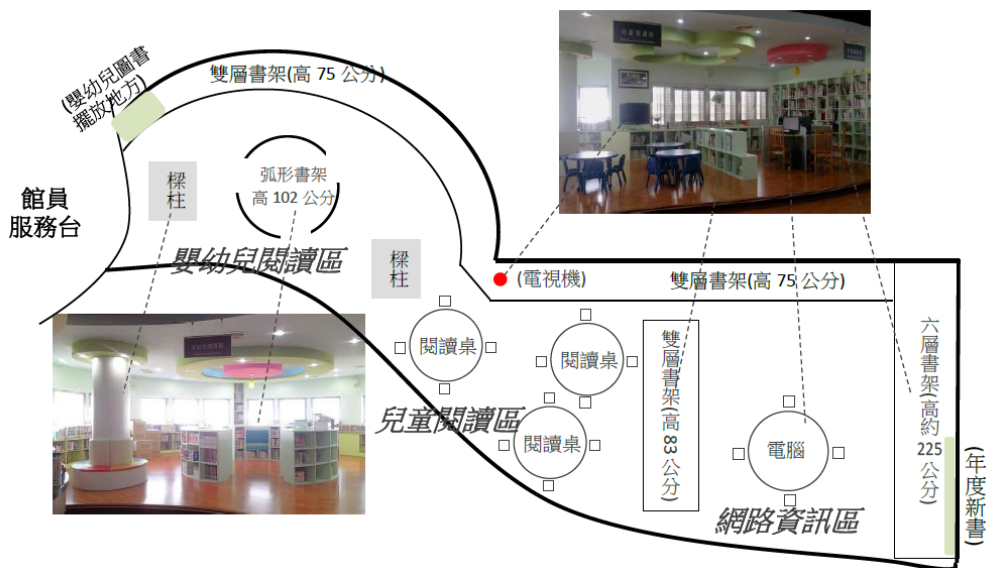 (嬰幼兒圖書
擺放地方)
雙層書架(高 75 公分)
館員
服務台
樑柱
弧形書架
高 102 公分
嬰幼兒閱讀區
樑柱
(電視機)
雙層書架(高 75 公分)
閱讀桌
閱讀桌
閱讀桌
兒童閱讀區
雙層書架(高 83 公分)
電腦
網路資訊區
六層書架(高約 225 公分)
(年度新書)